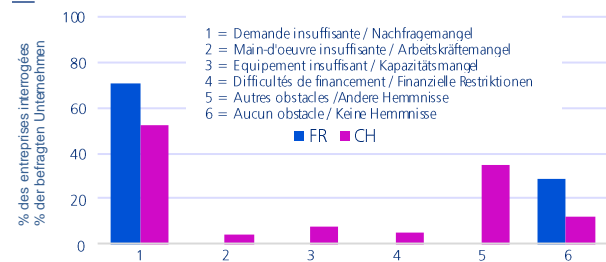 % des entreprises interrogées
% der befragten Unternehmen
100
80
60
40
20
0
1 = Demande insuffisante / Nachfragemangel
2 = Main-d'oeuvre insuffisante / Arbeitskräftemangel
3 = Equipement insuffisant / Kapazitätsmangel
4 = Difficultés de financement / Finanzielle Restriktionen
5 = Autres obstacles /Andere Hemmnisse
6 = Aucun obstacle / Keine Hemmnisse
FR CH
1 2 3 4 5 6